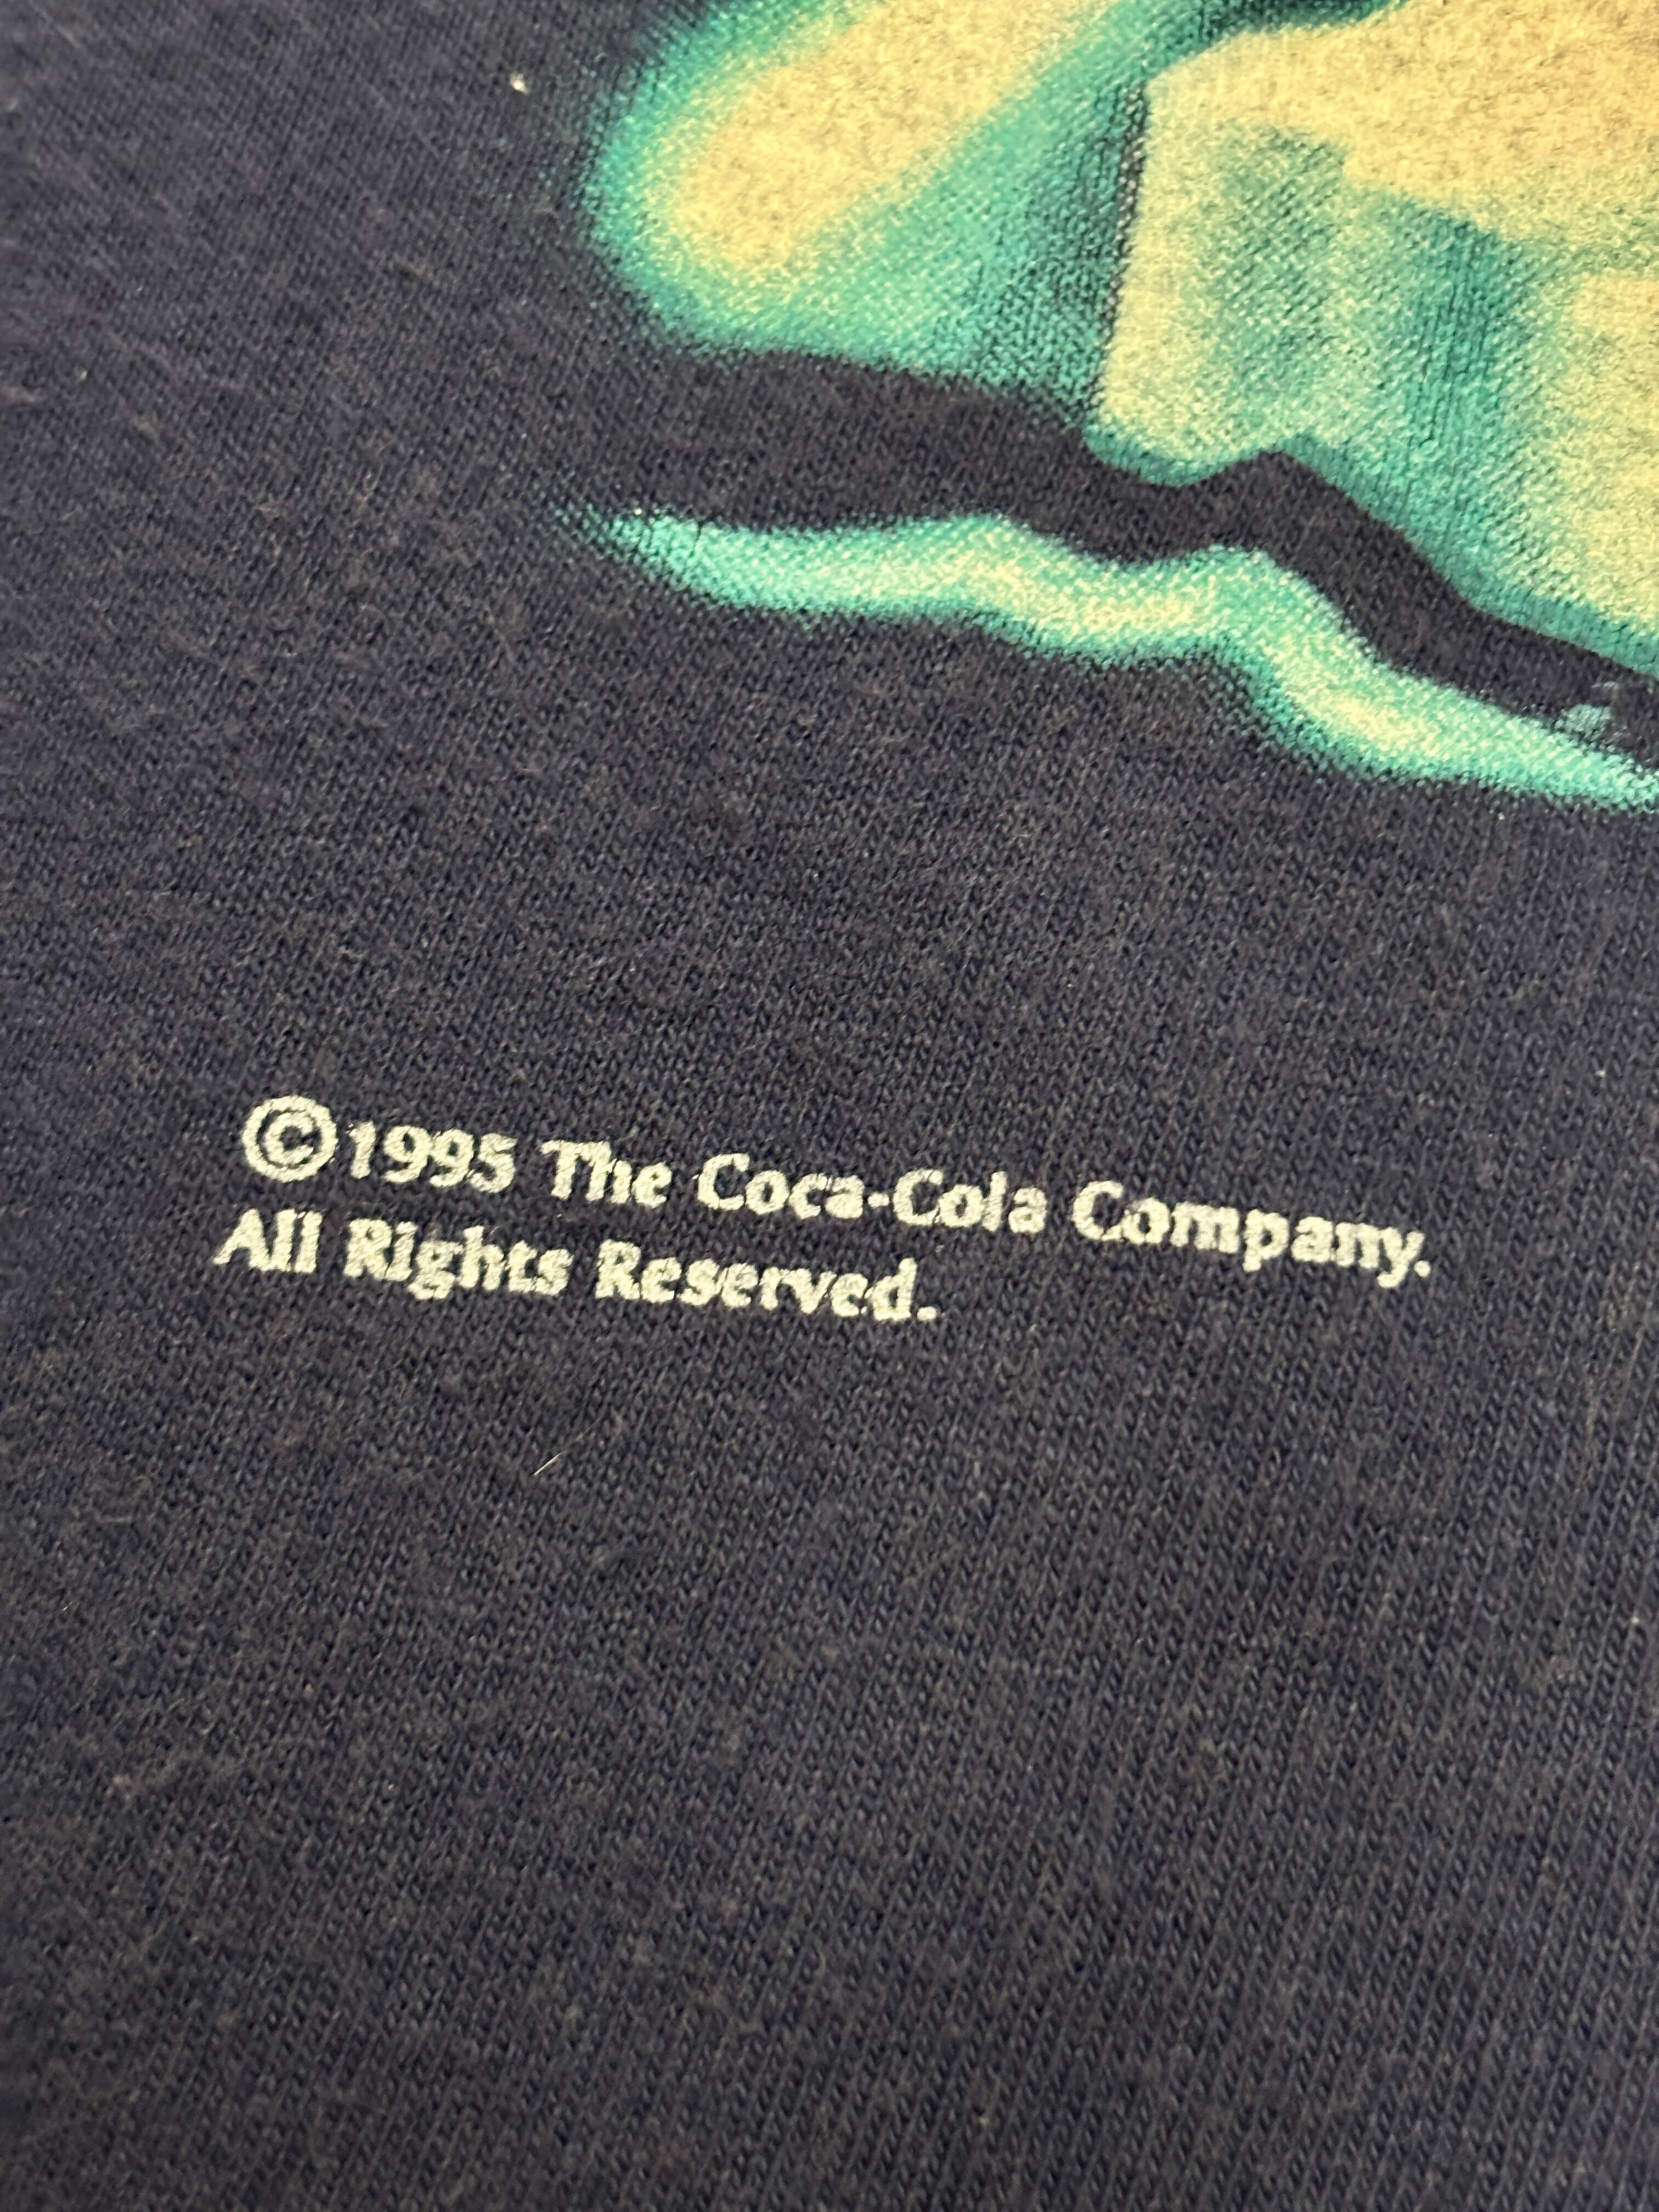 ©1995 The Coca-Cola Company.
All Rights Reserved.